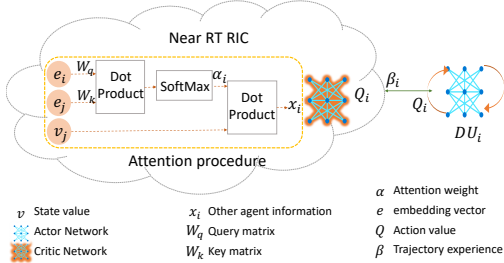 Near RT RIC
e_i
W_q
e_j
W_k
v_j
Dot
Product
SoftMax
α_i
Dot
Product
x_i
Q_i
β_i
Q_i
DU_i
Attention procedure
v State value
Actor Network
Critic Network
x_i Other agent information
W_q Query matrix
W_k Key matrix
α Attention weight
e embedding vector
Q Action value
β Trajectory experience